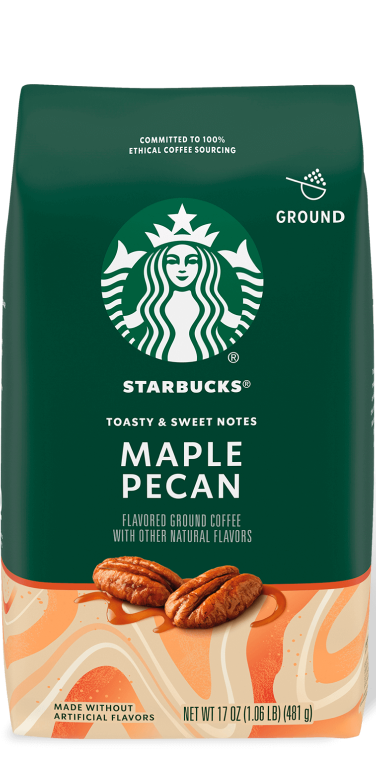 COMMITTED TO 100%
ETHICAL COFFEE SOURCING
GROUND
®
STARBUCKS®
TOASTY & SWEET NOTES
MAPLE
PECAN
FLAVORED GROUND COFFEE
WITH OTHER NATURAL FLAVORS
MADE WITHOUT
ARTIFICIAL FLAVORS
NET WT 17 OZ (1.06 LB) (481 g)